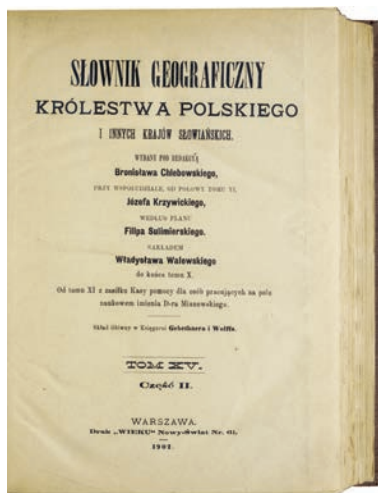 SŁOWNIK GEOGRAFICZNY
KRÓLESTWA POLSKIEGO
I INNYCH KRAJÓW SŁOWIAŃSKICH.
WYDANY POD REDAKCYĄ
Bronisława Chlebowskiego,
PRZY WSPÓŁUDZIALE, OD POŁOWY TOMU VI,
Józefa Krzywickiego,
WEDŁUG PLANU
Filipa Sulimierskiego.
NAKŁADEM
Władysława Walewskiego
do końca tomu X.
Od tomu XI z zasiłku Kasy pomocy dla osób pracujących na polu
naukowem imienia D-ra Mianowskiego.
Skład Główny w Księgarni Gebethnera i Wolffa.
TOM XV.
Część II.
WARSZAWA.
Druk „WIEKU“ Nowy-Świat Nr. 61.
1902.